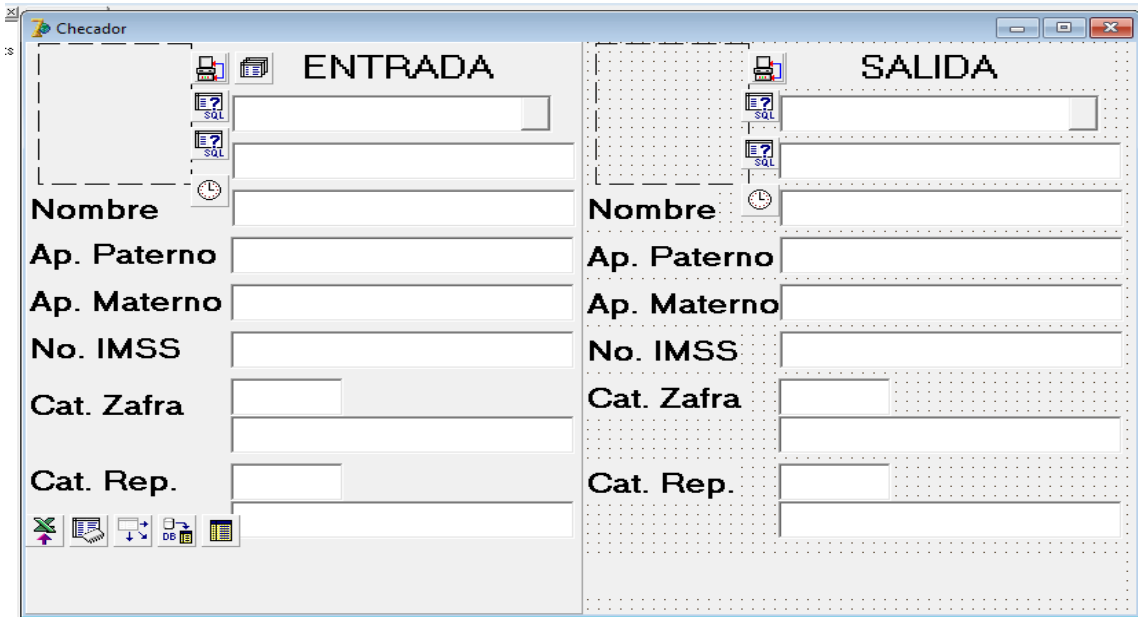 Checador
:s
ENTRADA
SQL
SQL
Nombre
Ap. Paterno
Ap. Materno
No. IMSS
Cat. Zafra
Cat. Rep.
DB
SALIDA
SQL
SQL
Nombre
Ap. Paterno
Ap. Materno
No. IMSS
Cat. Zafra
Cat. Rep.